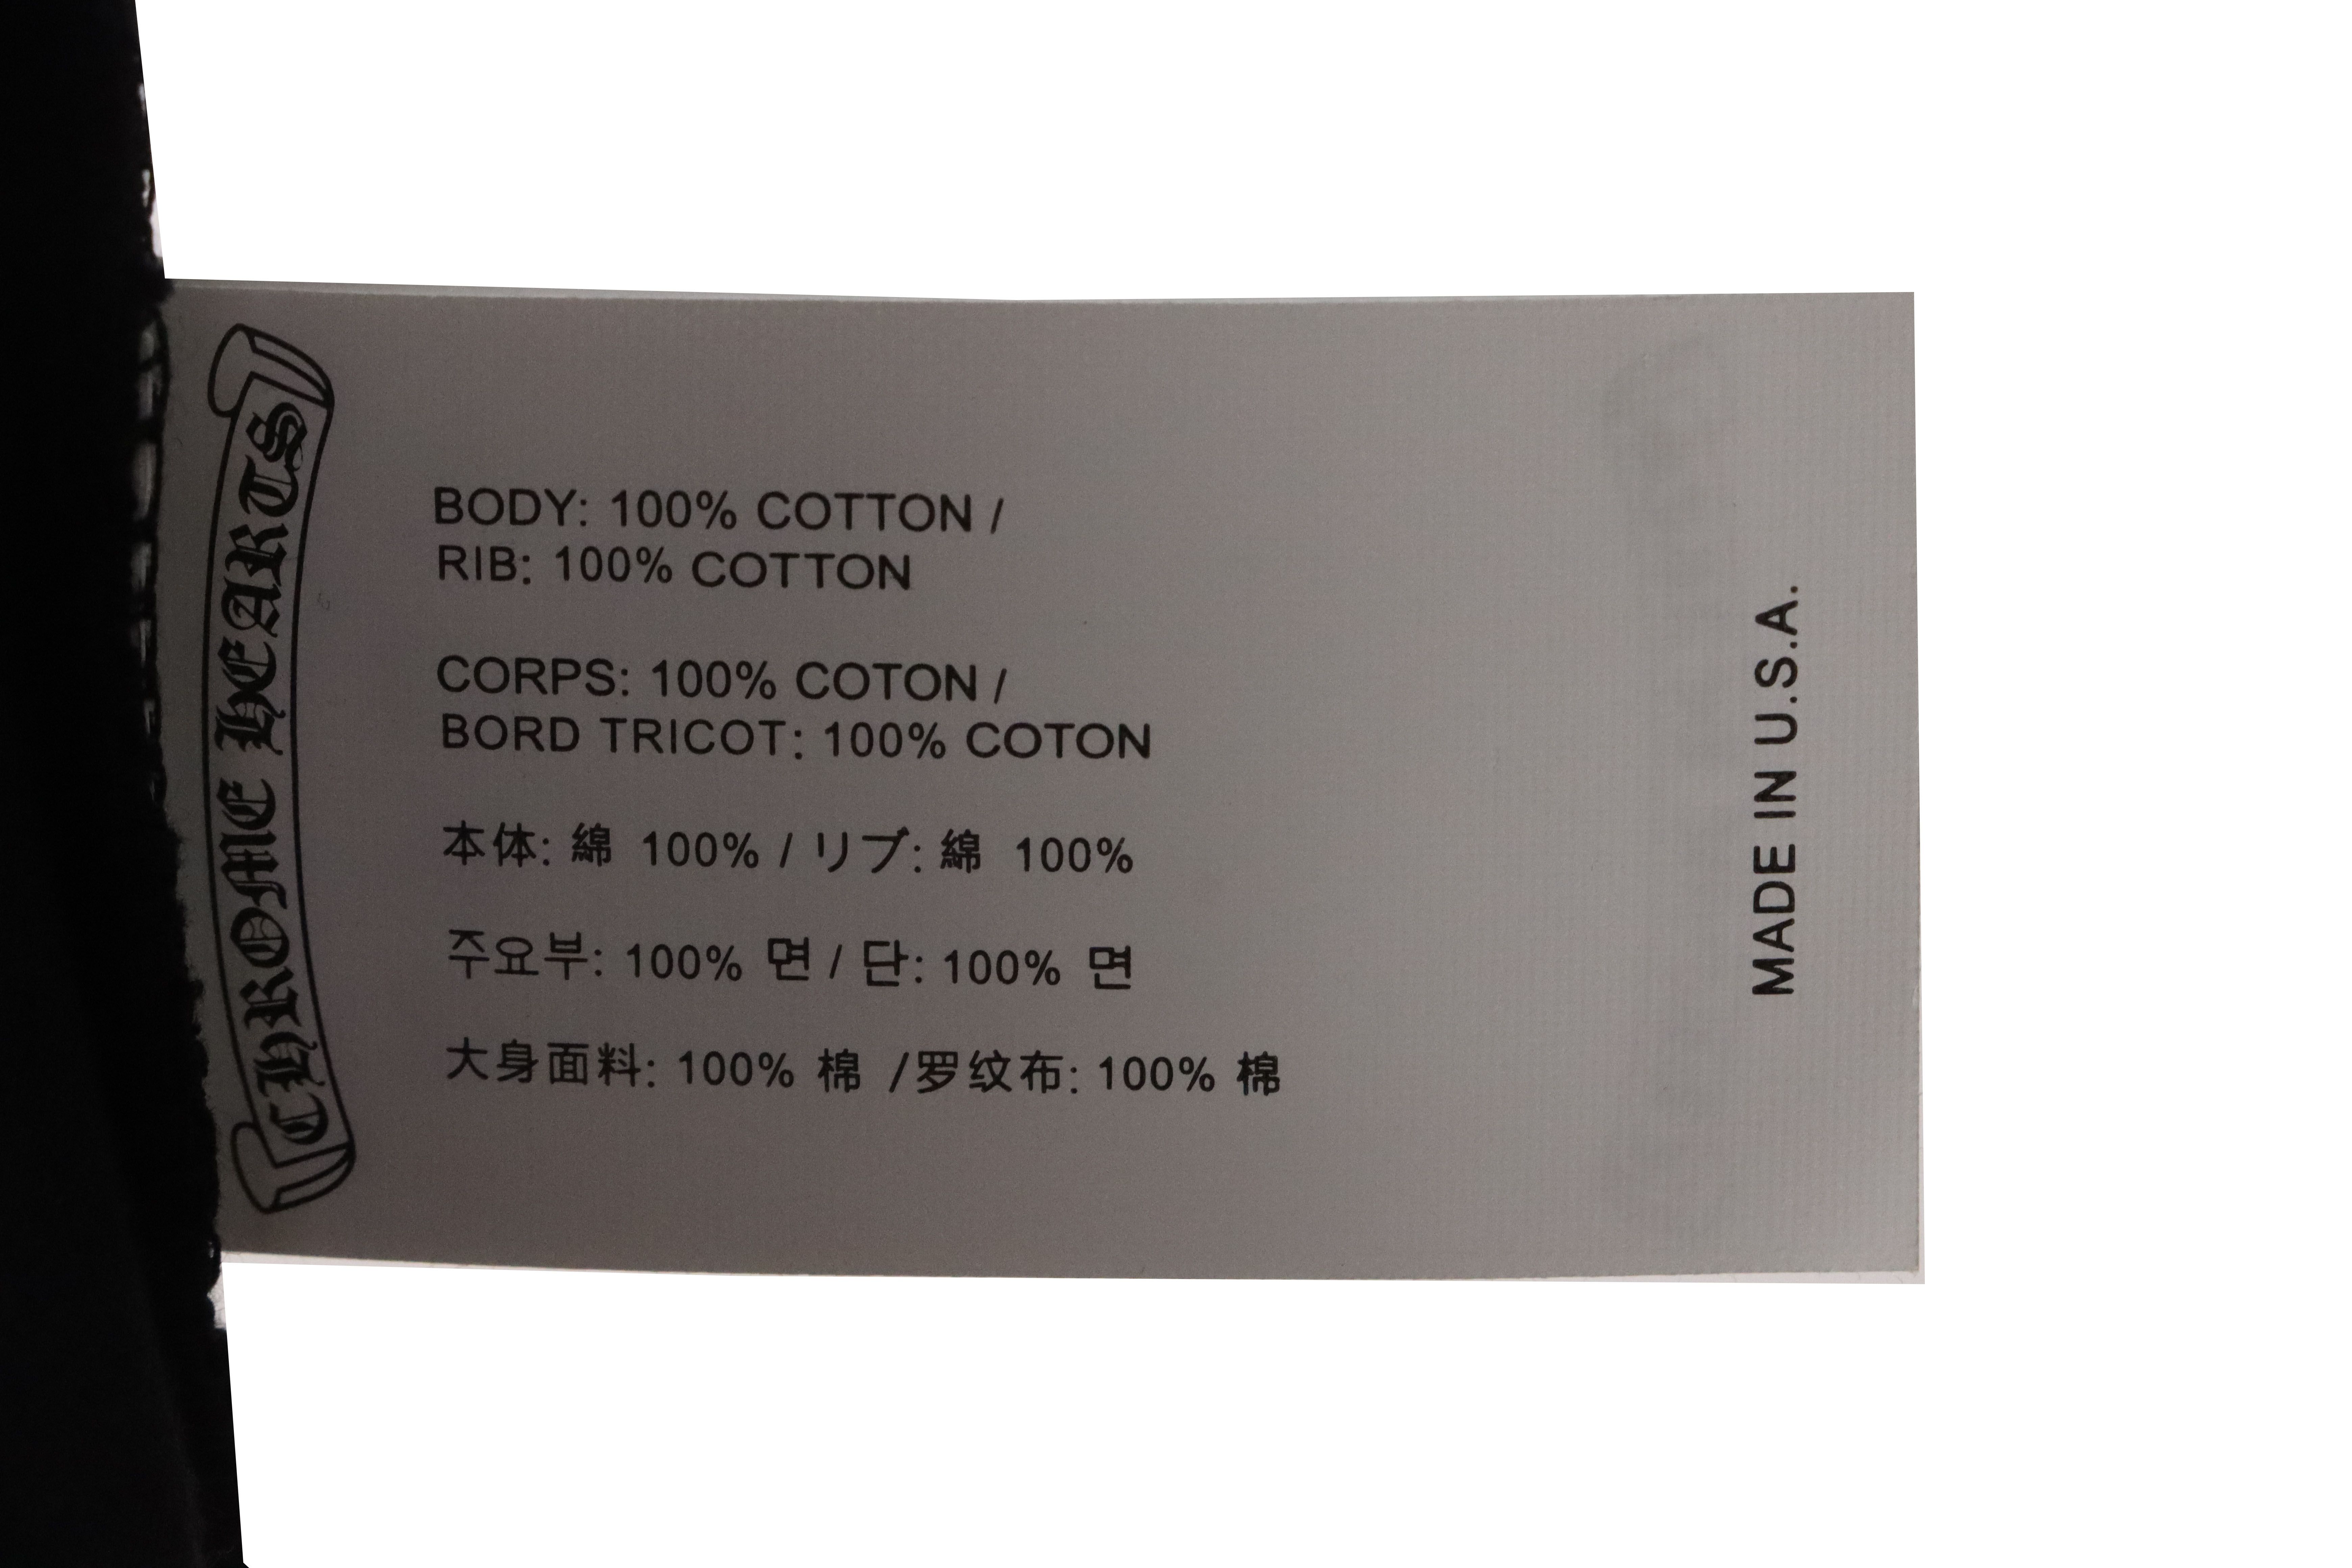 CHROME HEARTS
BODY: 100% COTTON /
RIB: 100% COTTON
CORPS: 100% COTON /
BORD TRICOT: 100% COTON
本体: 綿 100% / リブ: 綿 100%
주요부: 100% 면 / 단: 100% 면
大身面料: 100% 棉 /罗纹布: 100% 棉
MADE IN U.S.A.